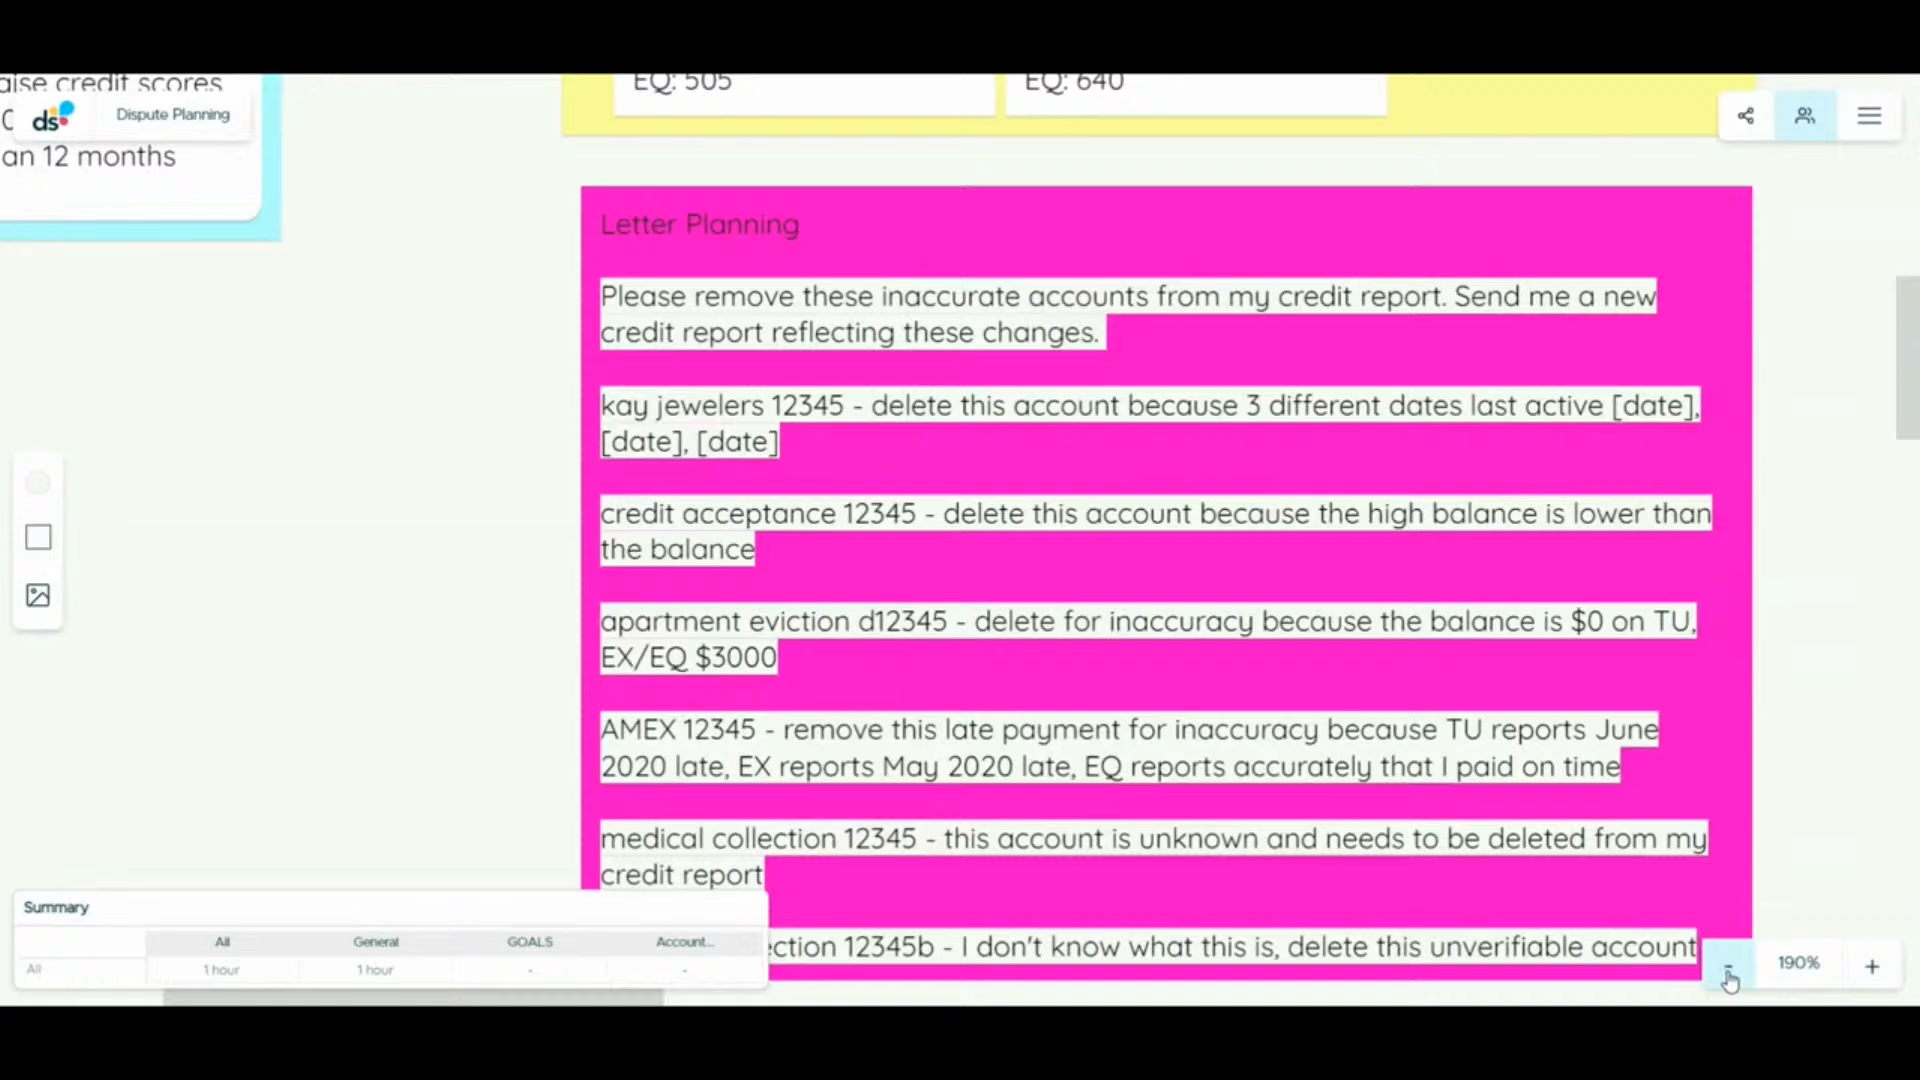 aise credit scores
EQ: 505
EQ: 640
ds
Dispute Planning
an 12 months
Letter Planning
Please remove these inaccurate accounts from my credit report. Send me a new
credit report reflecting these changes.
kay jewelers 12345 - delete this account because 3 different dates last active [date],
[date], [date]
credit acceptance 12345 - delete this account because the high balance is lower than
the balance
apartment eviction d12345 - delete for inaccuracy because the balance is $0 on TU,
EX/EQ $3000
AMEX 12345 - remove this late payment for inaccuracy because TU reports June
2020 late, EX reports May 2020 late, EQ reports accurately that I paid on time
medical collection 12345 - this account is unknown and needs to be deleted from my
credit report
ction 12345b - I don't know what this is, delete this unverifiable account
Summary
All General GOALS Account...
All 1 hour 1 hour - -
- 190% +